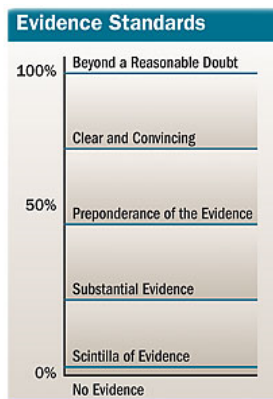 Evidence Standards
Beyond a Reasonable Doubt
100%
Clear and Convincing
50%
Preponderance of the Evidence
Substantial Evidence
Scintilla of Evidence
0%
No Evidence